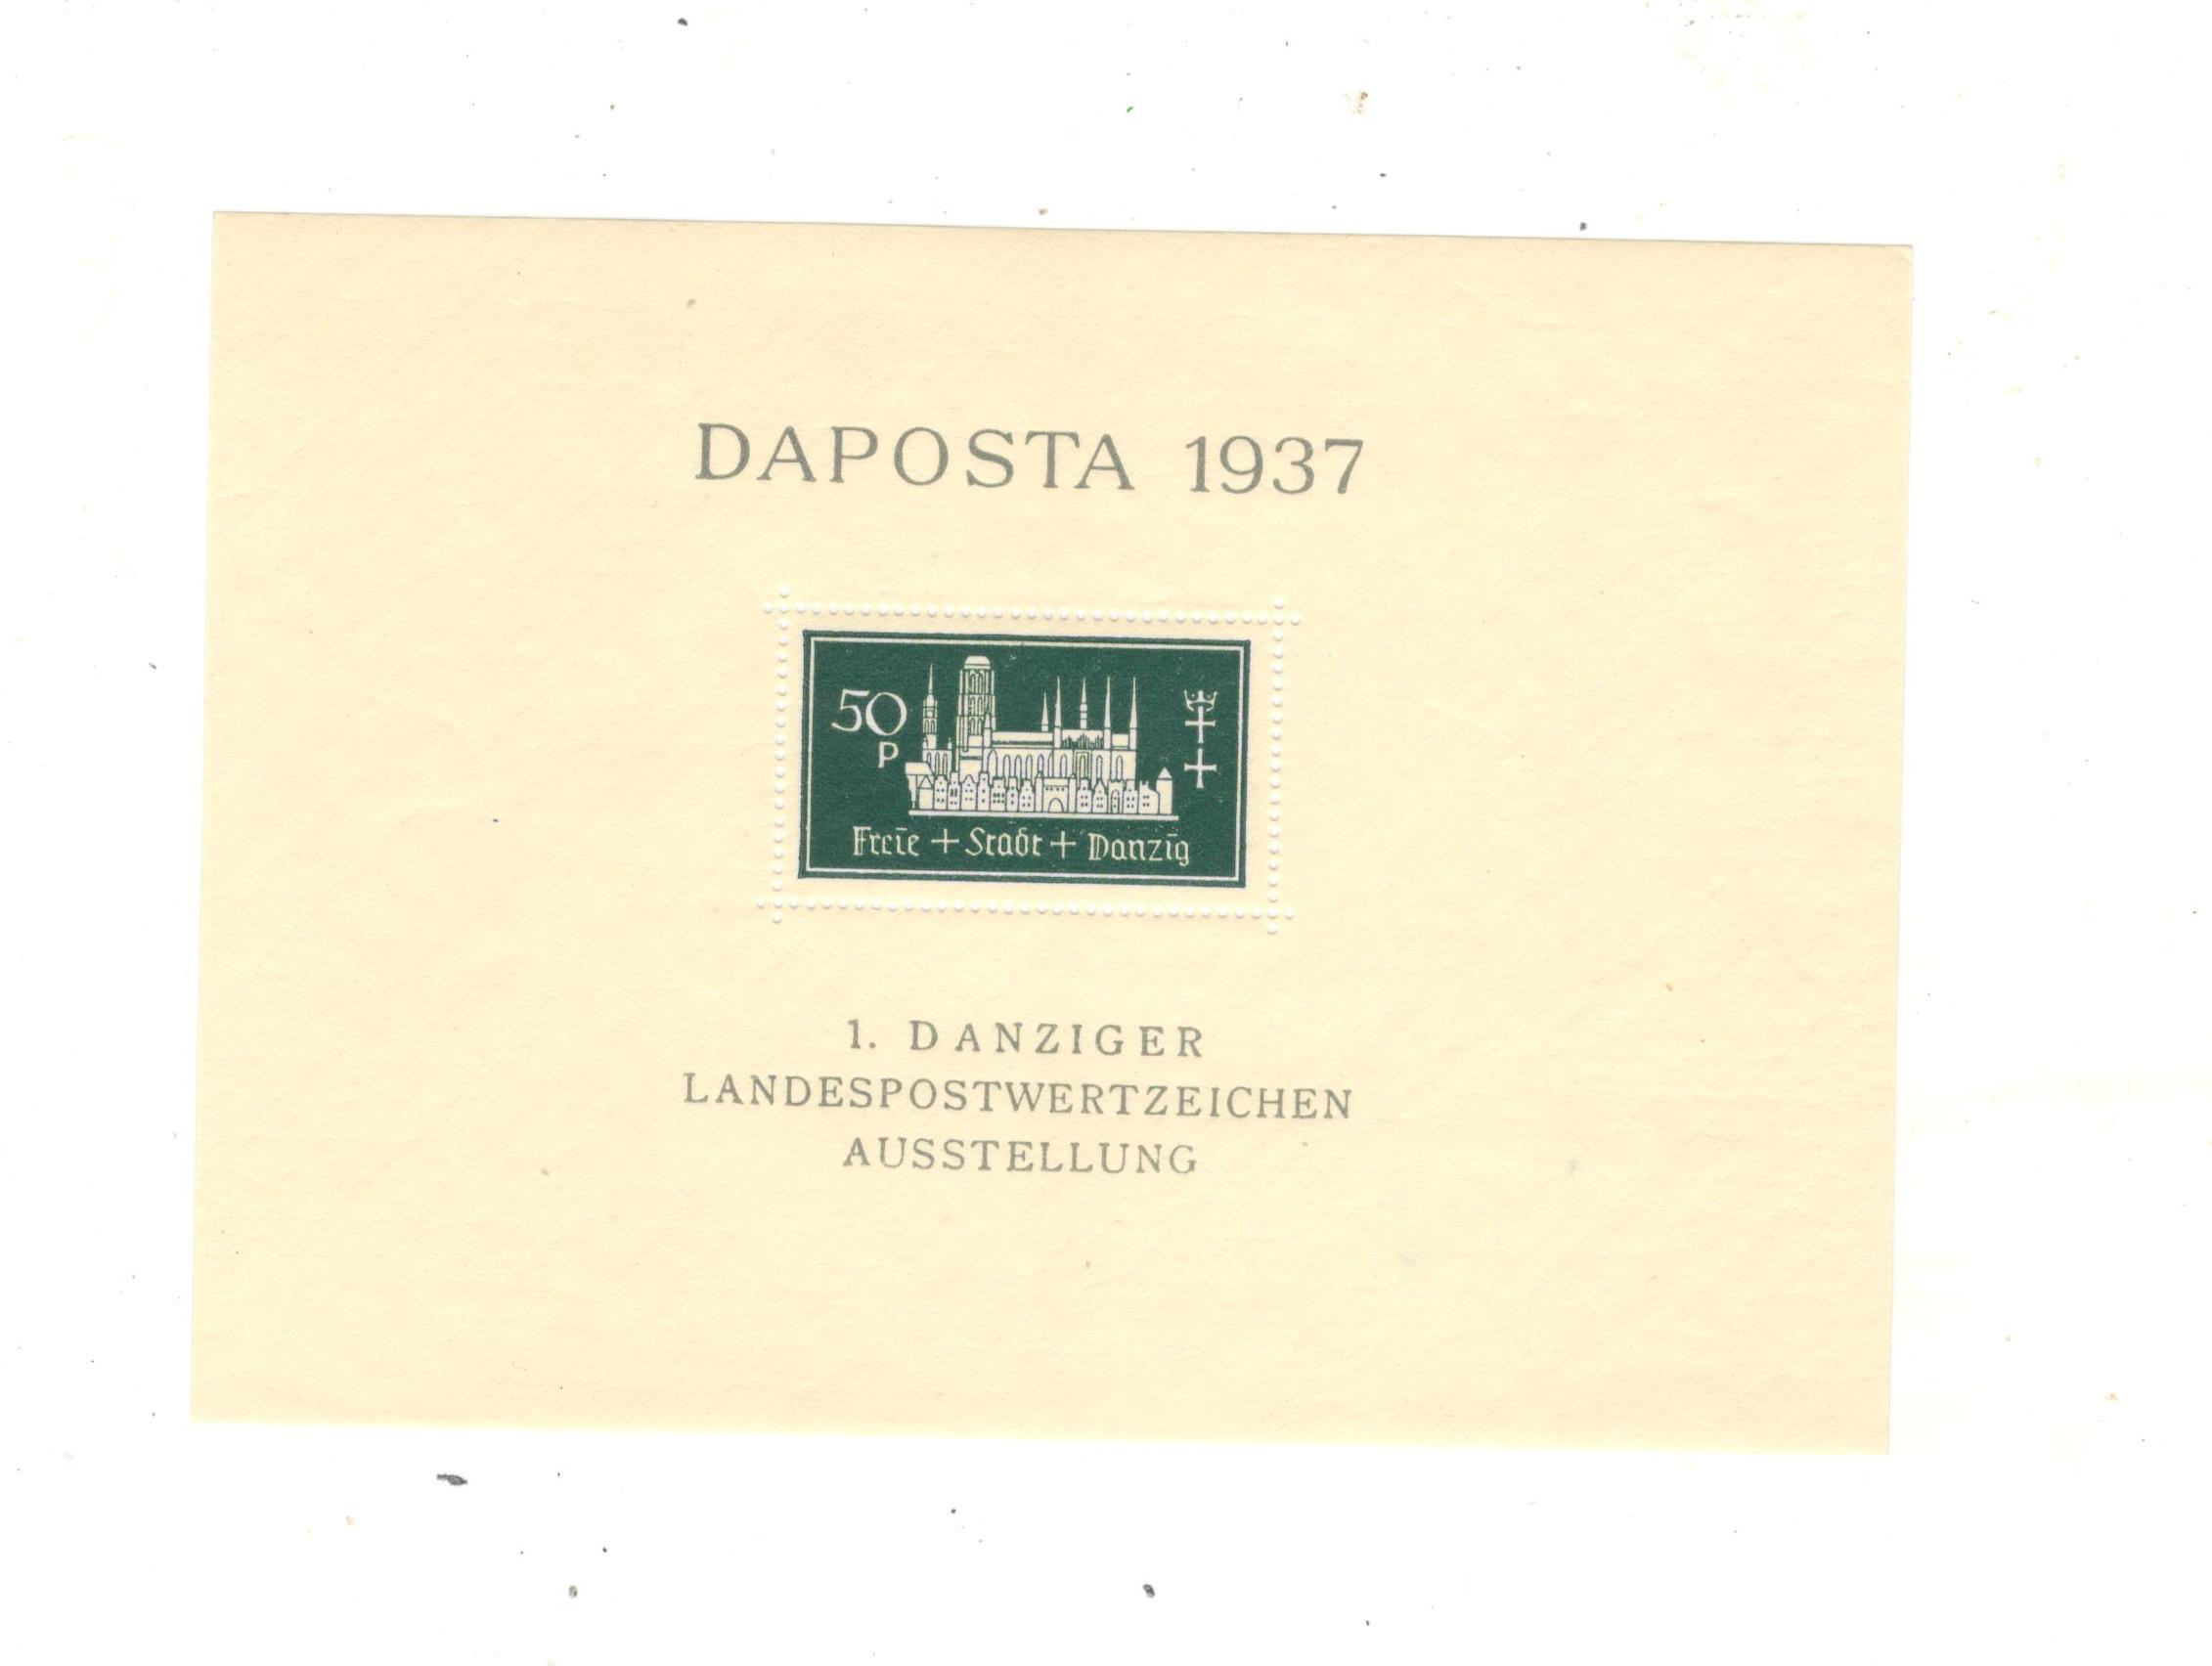 DAPOSTA 1937
50
P
Freie + Stadt + Danzig
1. DANZIGER
LANDESPOSTWERTZEICHEN
AUSSTELLUNG